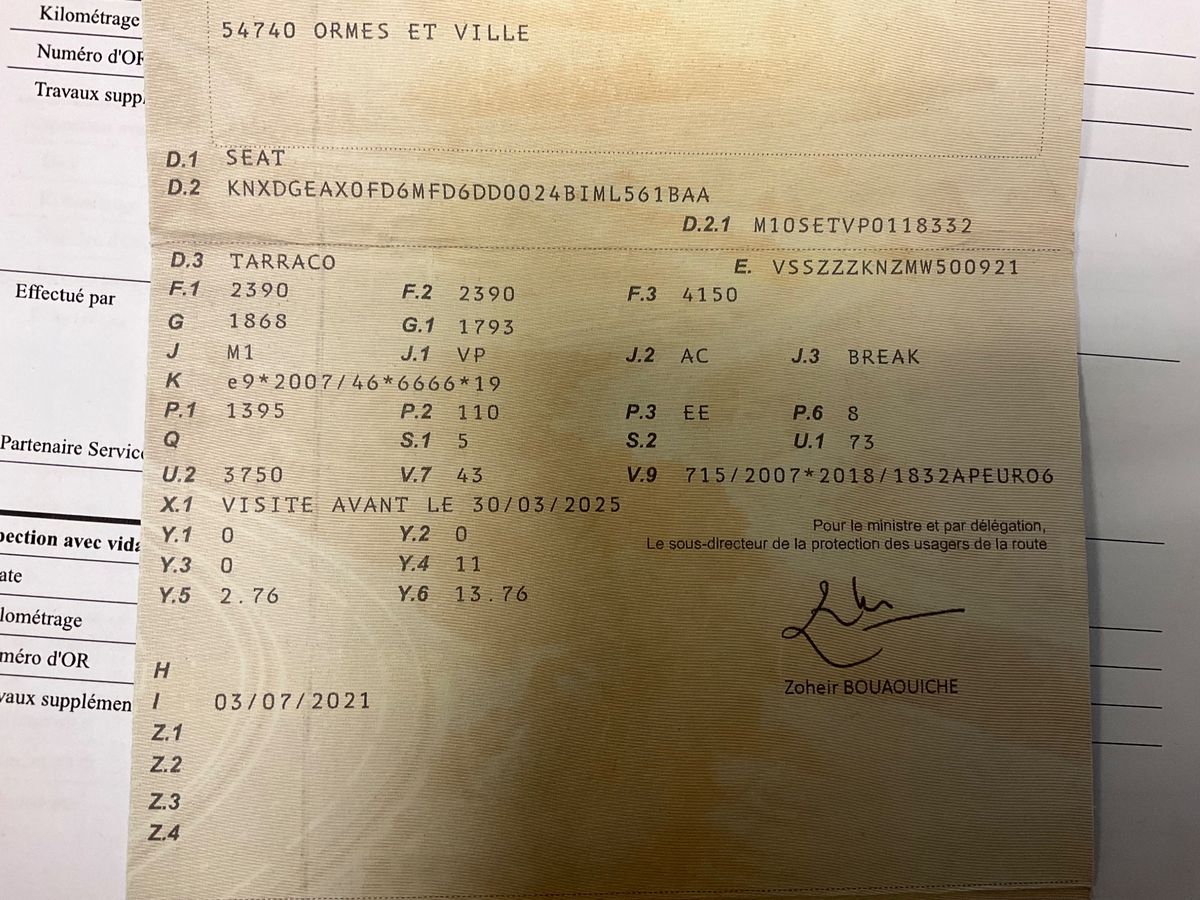 Kilométrage
54740 ORMES ET VILLE
Numéro d'OR
Travaux suppl
D.1 SEAT
D.2 KNXDGEAX0FD6MFD6DD0024BIML561BAA
D.2.1 M10SETVP0118332
D.3 TARRACO
E. VSSZZZKNZMW500921
Effectué par
F.1 2390 F.2 2390 F.3 4150
G 1868 G.1 1793
J M1 J.1 VP J.2 AC J.3 BREAK
K e9*2007/46*6666*19
P.1 1395 P.2 110 P.3 EE P.6 8
Partenaire Service
Q S.1 5 S.2 U.1 73
U.2 3750 V.7 43 V.9 715/2007*2018/1832APEURO6
X.1 VISITE AVANT LE 30/03/2025
Pour le ministre et par délégation,
Le sous-directeur de la protection des usagers de la route
pection avec vida
Y.1 0 Y.2 0
ate
Y.3 0 Y.4 11
lométrage
Y.5 2.76 Y.6 13.76
méro d'OR
H
Zoheir BOUAOUICHE
vaux supplémen
I 03/07/2021
Z.1
Z.2
Z.3
Z.4